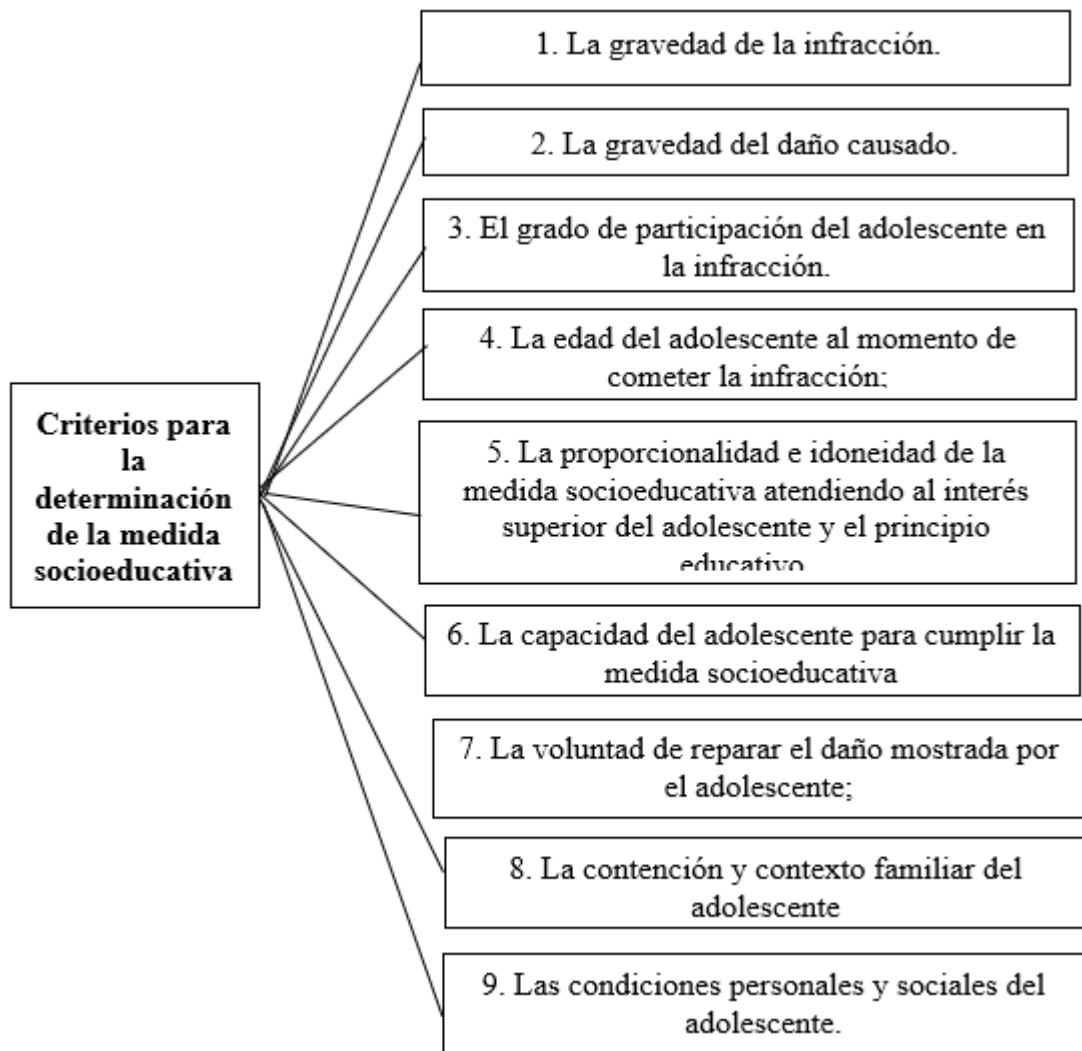 Criterios para
la
determinación
de la medida
socioeducativa
1. La gravedad de la infracción.
2. La gravedad del daño causado.
3. El grado de participación del adolescente en
la infracción.
4. La edad del adolescente al momento de
cometer la infracción;
5. La proporcionalidad e idoneidad de la
medida socioeducativa atendiendo al interés
superior del adolescente y el principio
educativo
6. La capacidad del adolescente para cumplir la
medida socioeducativa
7. La voluntad de reparar el daño mostrada por
el adolescente;
8. La contención y contexto familiar del
adolescente
9. Las condiciones personales y sociales del
adolescente.